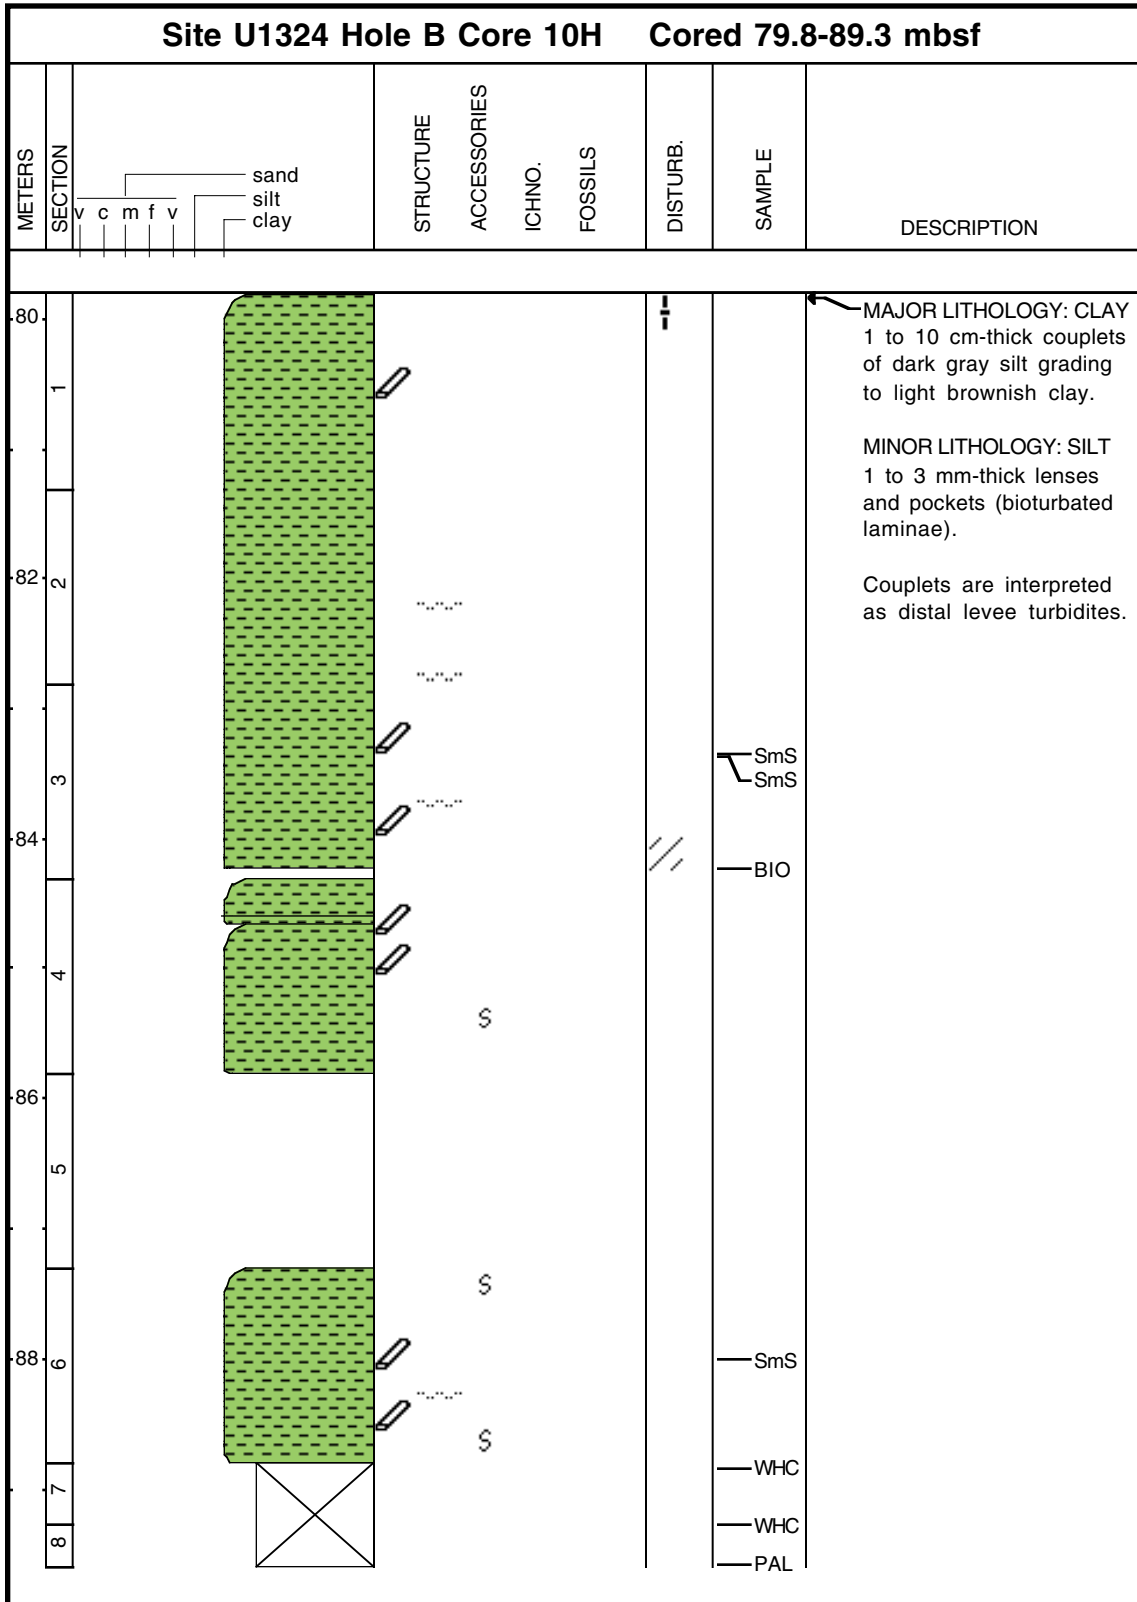 Site U1324 Hole B Core 10H Cored 79.8-89.3 mbsf
METERS
SECTION
v c m f v
sand
silt
clay
STRUCTURE
ACCESSORIES
ICHNO.
FOSSILS
DISTURB.
SAMPLE
DESCRIPTION
80
82
84
86
88
1
2
3
4
5
6
7
8
S
S
S
SmS
SmS
BIO
SmS
WHC
WHC
PAL
MAJOR LITHOLOGY: CLAY
1 to 10 cm-thick couplets
of dark gray silt grading
to light brownish clay.
MINOR LITHOLOGY: SILT
1 to 3 mm-thick lenses
and pockets (bioturbated
laminae).
Couplets are interpreted
as distal levee turbidites.